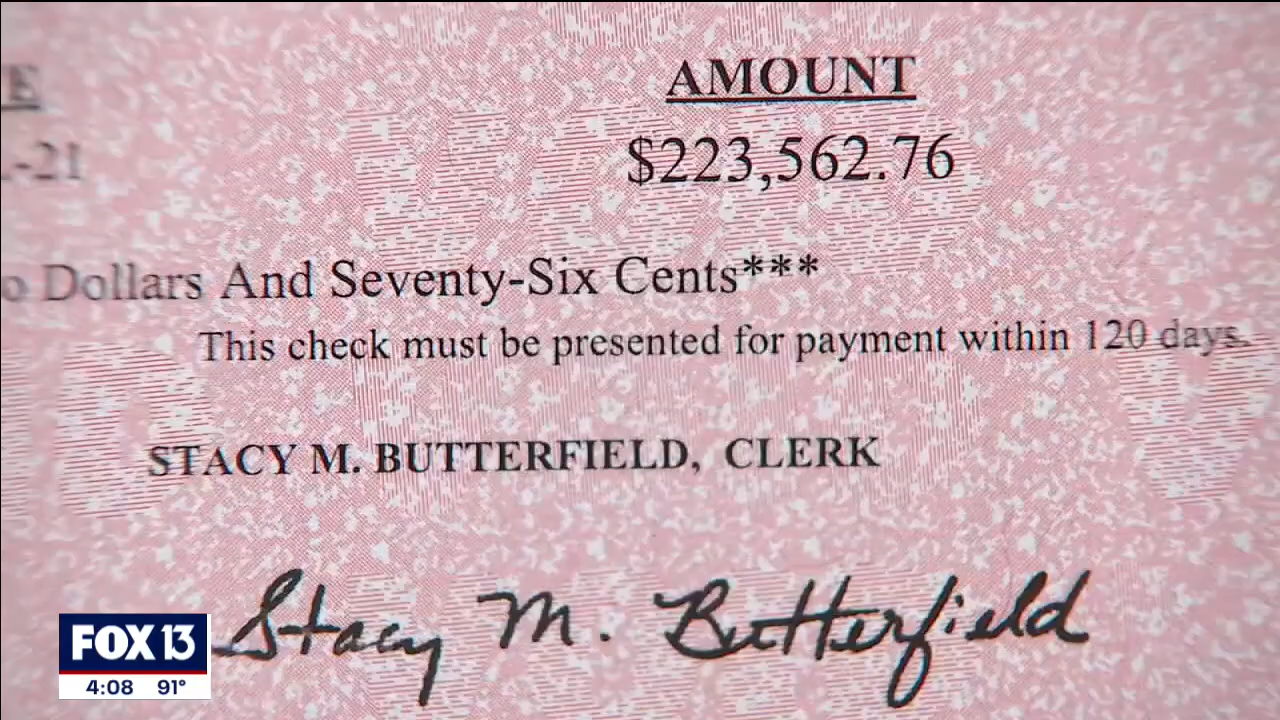 E
AMOUNT
-21
$223,562.76
o Dollars And Seventy-Six Cents***
This check must be presented for payment within 120 days.
STACY M. BUTTERFIELD, CLERK
Stacy M. Butterfield
FOX 13
4:08 91°